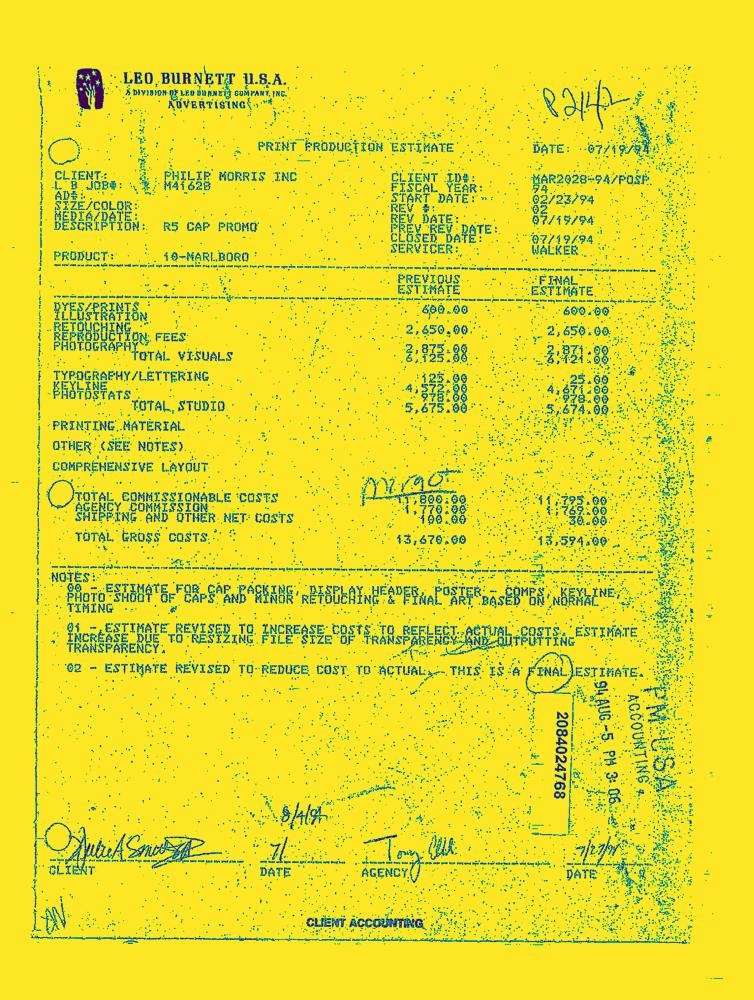 LEO BURNETT U.S.A.
A DIVISION OF LEO BURNETT COMPANY, INC.
ADVERTISING
PRINT PRODUCTION ESTIMATE DATE: 07/19/94
CLIENT: PHILIP MORRIS INC CLIENT ID#: MAR2028-94/POSP
L B JOB#: M41628 FISCAL YEAR: 94
AD#: START DATE: 02/23/94
SIZE/COLOR: REV #: 02
MEDIA/DATE: REV DATE: 07/19/94
DESCRIPTION: R5 CAP PROMO PREV REV DATE:
CLOSED DATE: 07/19/94
SERVICER: WALKER
PRODUCT: 10-MARLBORO
PREVIOUS FINAL
ESTIMATE ESTIMATE
DYES/PRINTS 600.00 600.00
ILLUSTRATION
RETOUCHING 2,650.00 2,650.00
REPRODUCTION FEES
PHOTOGRAPHY 2,875.00 2,871.00
TOTAL VISUALS 6,125.00 6,121.00
TYPOGRAPHY/LETTERING 125.00 25.00
KEYLINE 4,572.00 4,671.00
PHOTOSTATS 978.00 978.00
TOTAL STUDIO 5,675.00 5,674.00
PRINTING MATERIAL
OTHER (SEE NOTES)
COMPREHENSIVE LAYOUT
TOTAL COMMISSIONABLE COSTS 11,800.00 11,795.00
AGENCY COMMISSION 1,770.00 1,769.00
SHIPPING AND OTHER NET COSTS 100.00 30.00
TOTAL GROSS COSTS 13,670.00 13,594.00
NOTES:
00 - ESTIMATE FOR CAP PACKING, DISPLAY HEADER, POSTER - COMPS, KEYLINE,
PHOTO SHOOT OF CAPS AND MINOR RETOUCHING & FINAL ART BASED ON NORMAL
TIMING
01 - ESTIMATE REVISED TO INCREASE COSTS TO REFLECT ACTUAL COSTS. ESTIMATE
INCREASE DUE TO RESIZING FILE SIZE OF TRANSPARENCY AND OUTPUTTING
TRANSPARENCY.
02 - ESTIMATE REVISED TO REDUCE COST TO ACTUAL. THIS IS A FINAL ESTIMATE.
PM USA
ACCOUNTING
94 AUG -5 PM 3:06
2084024768
7/
CLIENT DATE AGENCY DATE
CLIENT ACCOUNTING